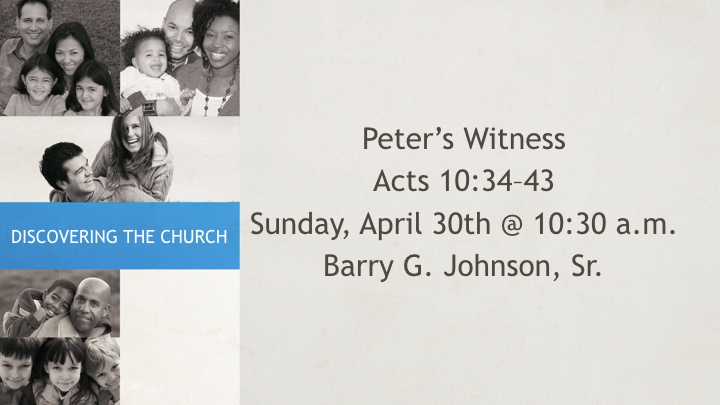 DISCOVERING THE CHURCH
Peter’s Witness
Acts 10:34–43
Sunday, April 30th @ 10:30 a.m.
Barry G. Johnson, Sr.